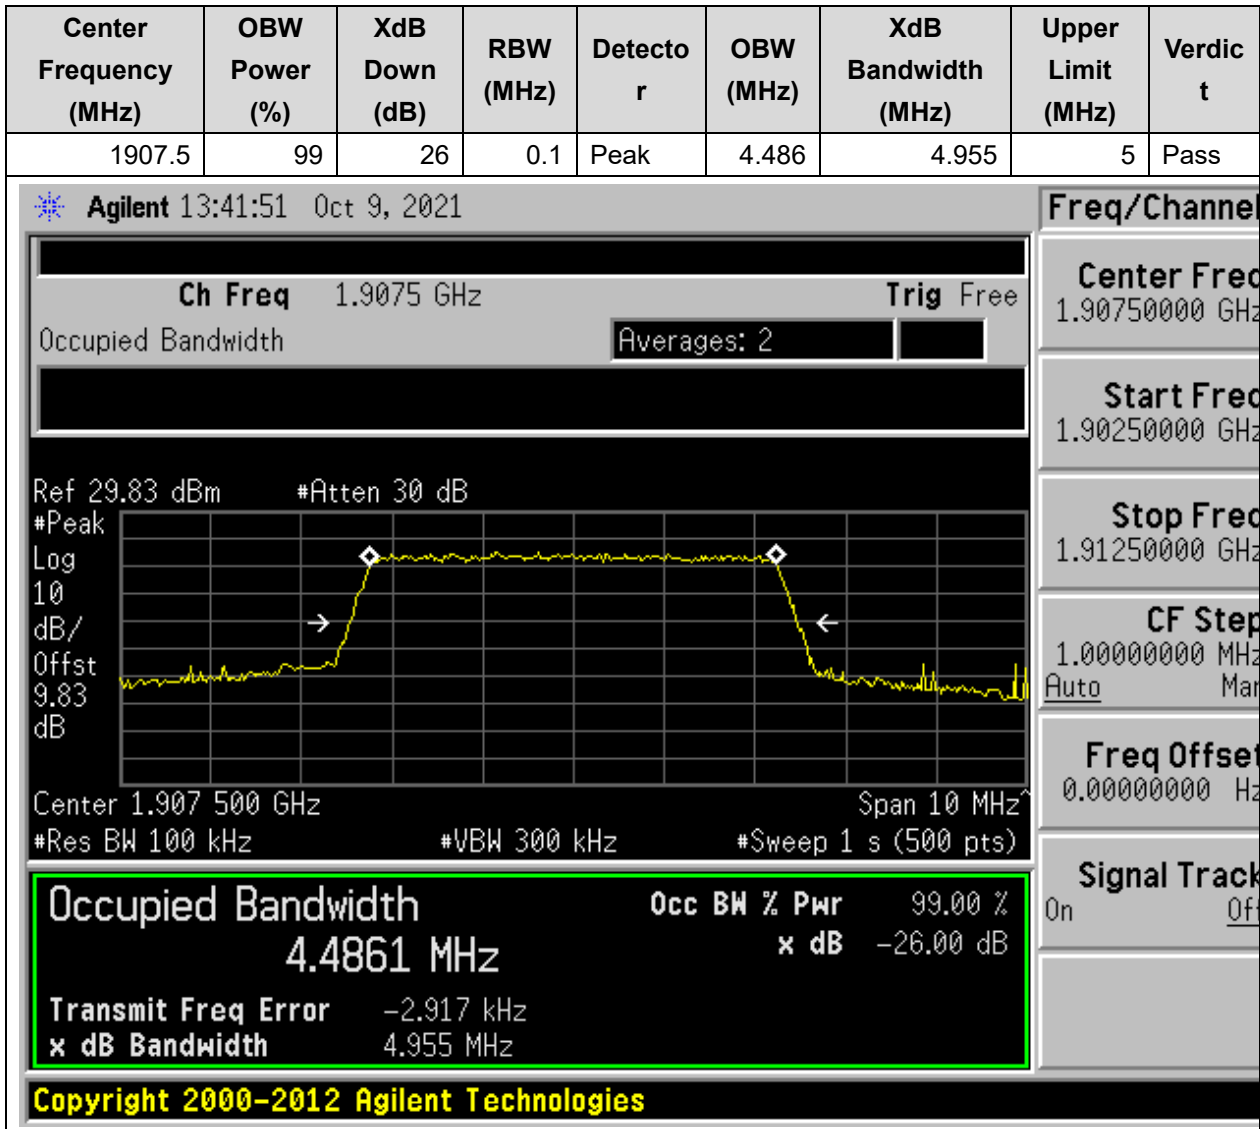 Center Frequency (MHz) OBW Power (%) XdB Down (dB) RBW (MHz) Detector OBW (MHz) XdB Bandwidth (MHz) Upper Limit (MHz) Verdict
1907.5 99 26 0.1 Peak 4.486 4.955 5 Pass
Agilent 13:41:51 Oct 9, 2021
Freq/Channel
Ch Freq 1.9075 GHz Trig Free
Occupied Bandwidth Averages: 2
Center Freq
1.90750000 GHz
Start Freq
1.90250000 GHz
Stop Freq
1.91250000 GHz
CF Step
1.00000000 MHz
Auto Man
Freq Offset
0.00000000 Hz
Signal Track
On Off
Ref 29.83 dBm #Atten 30 dB
#Peak
Log
10
dB/
Offst
9.83
dB
Center 1.907 500 GHz Span 10 MHz^
#Res BW 100 kHz #VBW 300 kHz #Sweep 1 s (500 pts)
Occupied Bandwidth Occ BW % Pwr 99.00 %
4.4861 MHz x dB -26.00 dB
Transmit Freq Error -2.917 kHz
x dB Bandwidth 4.955 MHz
Copyright 2000-2012 Agilent Technologies